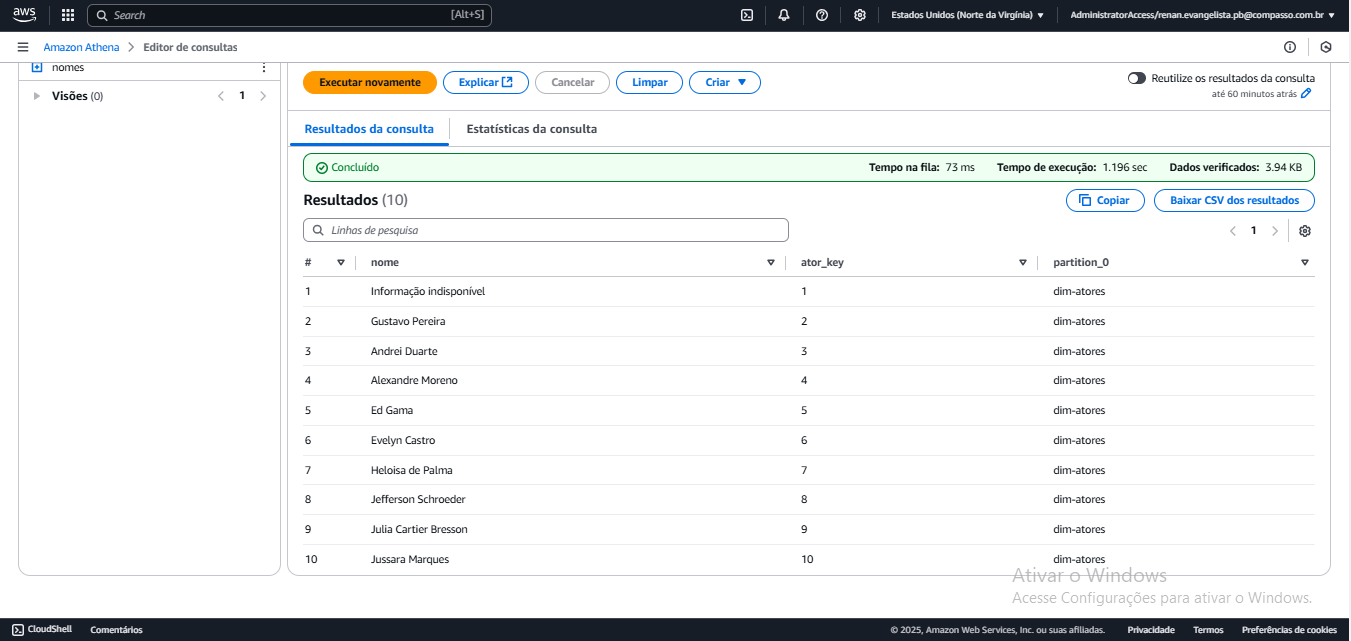 aws
Search [Alt+S] Estados Unidos (Norte da Virgínia) AdministratorAccess/renan.evangelista.pb@compasso.com.br
Amazon Athena Editor de consultas
nomes
Visões (0) 1
Executar novamente Explicar Cancelar Limpar Criar
Reutilize os resultados da consulta
até 60 minutos atrás
Resultados da consulta Estatísticas da consulta
Concluído Tempo na fila: 73 ms Tempo de execução: 1.196 sec Dados verificados: 3.94 KB
Resultados (10) Copiar Baixar CSV dos resultados
Linhas de pesquisa 1
# nome ator_key partition_0
1 Informação indisponível 1 dim-atores
2 Gustavo Pereira 2 dim-atores
3 Andrei Duarte 3 dim-atores
4 Alexandre Moreno 4 dim-atores
5 Ed Gama 5 dim-atores
6 Evelyn Castro 6 dim-atores
7 Heloisa de Palma 7 dim-atores
8 Jefferson Schroeder 8 dim-atores
9 Julia Cartier Bresson 9 dim-atores
10 Jussara Marques 10 dim-atores
Ativar o Windows
Acesse Configurações para ativar o Windows.
CloudShell Comentários © 2025, Amazon Web Services, Inc. ou suas afiliadas. Privacidade Termos Preferências de cookies